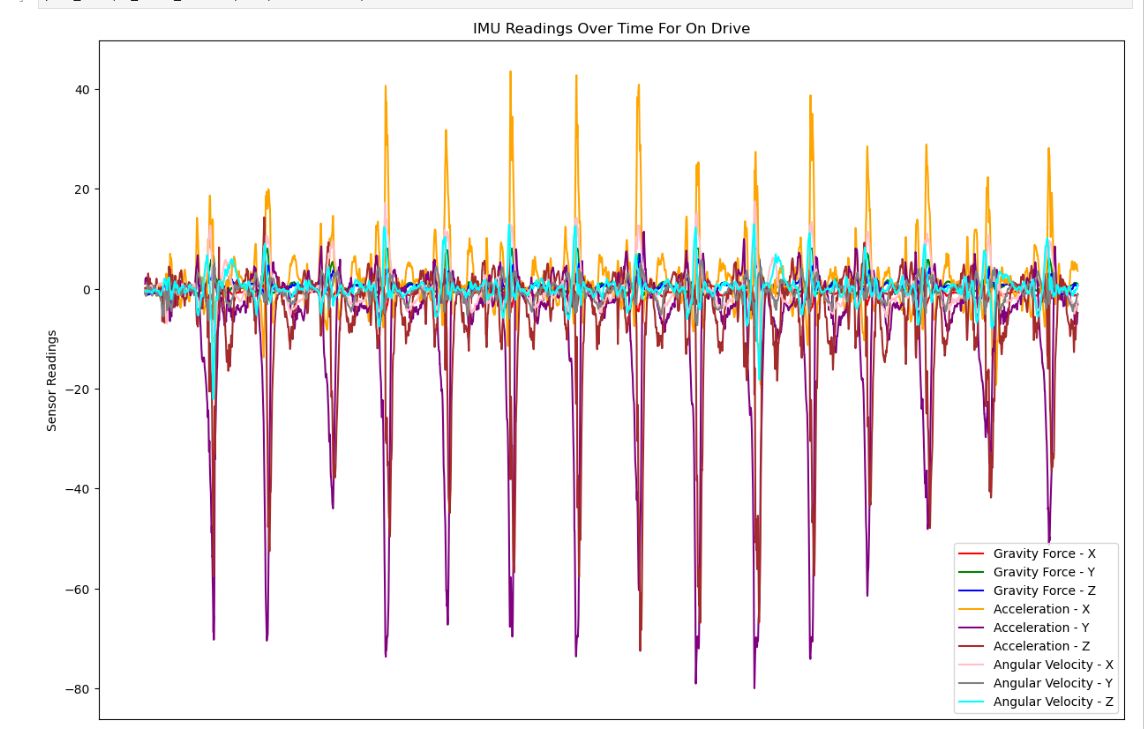 IMU Readings Over Time For On Drive
40
20
0
−20
−40
−60
−80
Sensor Readings
Gravity Force - X
Gravity Force - Y
Gravity Force - Z
Acceleration - X
Acceleration - Y
Acceleration - Z
Angular Velocity - X
Angular Velocity - Y
Angular Velocity - Z